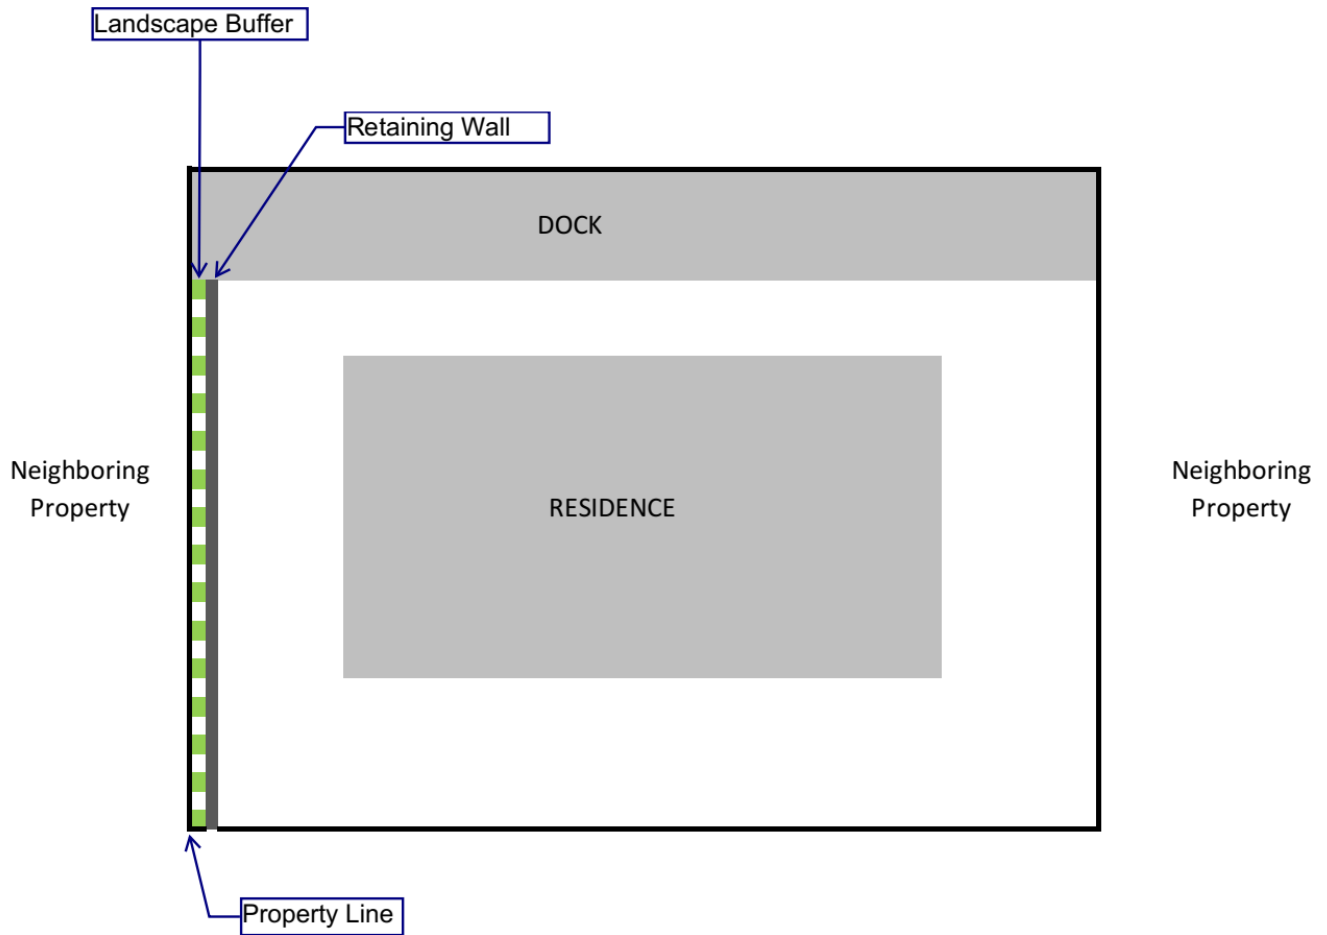 Landscape Buffer
Retaining Wall
DOCK
Neighboring
Property
RESIDENCE
Neighboring
Property
Property Line